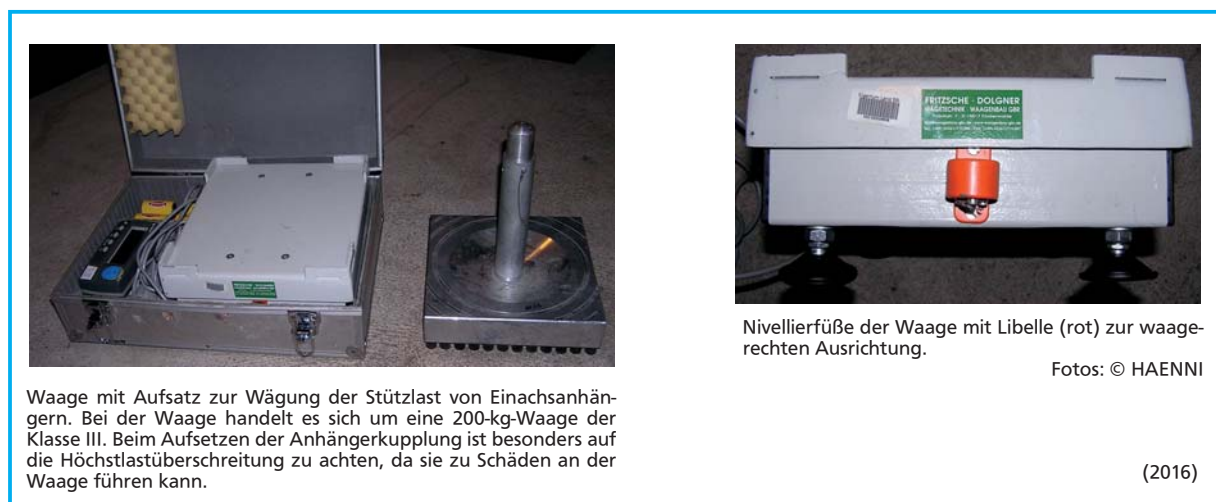 FRITZSCHE · DOLGNER
WAAGENBAU GBR
Waage mit Aufsatz zur Wägung der Stützlast von Einachsanhän-
gern. Bei der Waage handelt es sich um eine 200-kg-Waage der
Klasse III. Beim Aufsetzen der Anhängerkupplung ist besonders auf
die Höchstlastüberschreitung zu achten, da sie zu Schäden an der
Waage führen kann.
Nivellierfüße der Waage mit Libelle (rot) zur waage-
rechten Ausrichtung.
Fotos: © HAENNI
(2016)